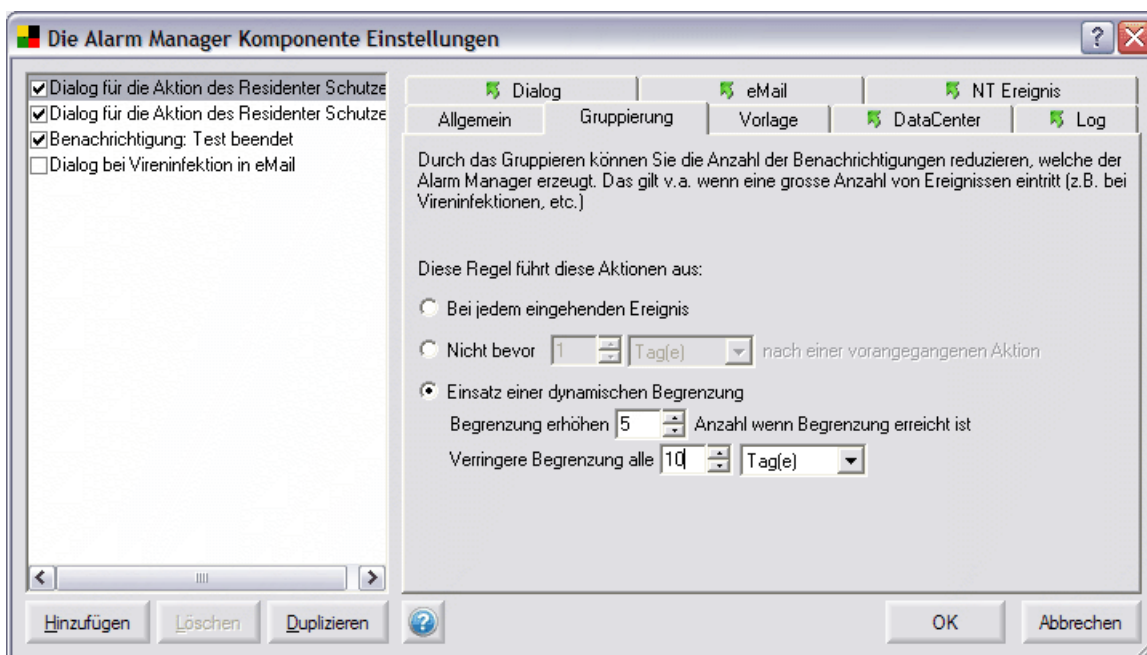 Die Alarm Manager Komponente Einstellungen
Dialog für die Aktion des Residenter Schutze
Dialog für die Aktion des Residenter Schutze
Benachrichtigung: Test beendet
Dialog bei Vireninfektion in eMail
Dialog eMail NT Ereignis
Allgemein Gruppierung Vorlage DataCenter Log
Durch das Gruppieren können Sie die Anzahl der Benachrichtigungen reduzieren, welche der
Alarm Manager erzeugt. Das gilt v.a. wenn eine grosse Anzahl von Ereignissen eintritt (z.B. bei
Vireninfektionen, etc.)
Diese Regel führt diese Aktionen aus:
Bei jedem eingehenden Ereignis
Nicht bevor 1 Tag(e) nach einer vorangegangenen Aktion
Einsatz einer dynamischen Begrenzung
Begrenzung erhöhen 5 Anzahl wenn Begrenzung erreicht ist
Verringere Begrenzung alle 10 Tag(e)
Hinzufügen Löschen Duplizieren ? OK Abbrechen